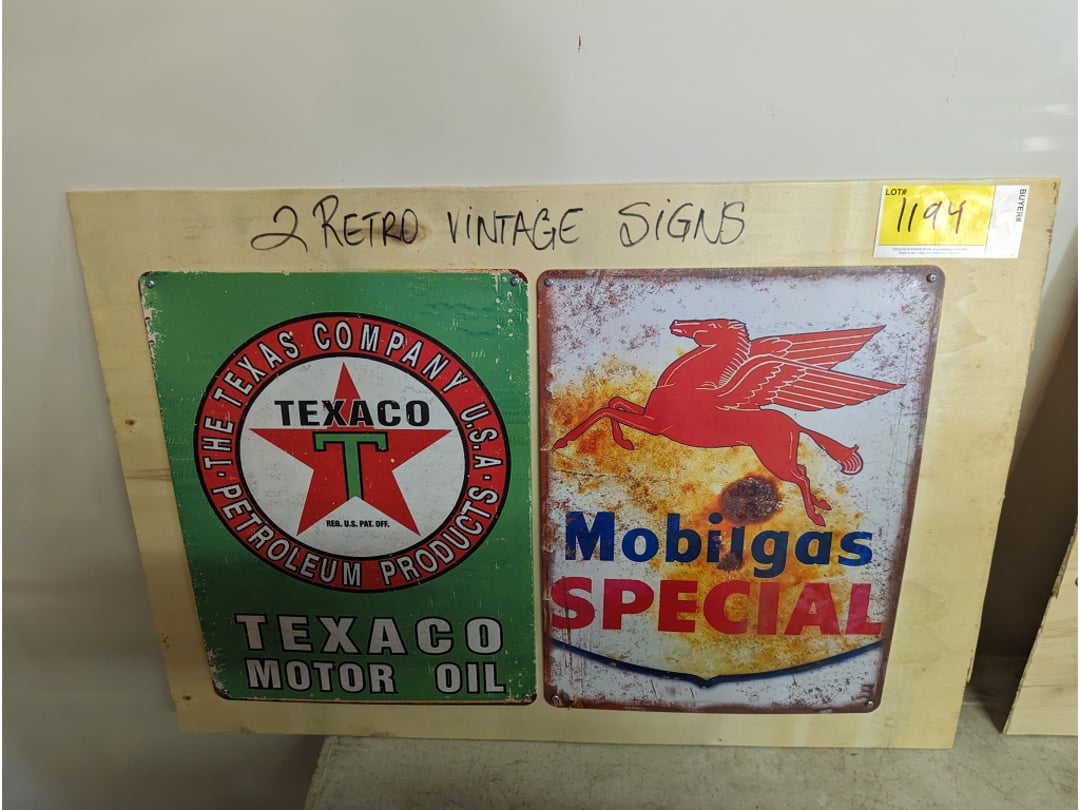 2 RETRO VINTAGE SIGNS
LOT#
1194
BUYER#
THE TEXAS COMPANY U.S.A.
PETROLEUM PRODUCTS
TEXACO
T
REG. U.S. PAT. OFF.
TEXACO
MOTOR OIL
Mobilgas
SPECIAL